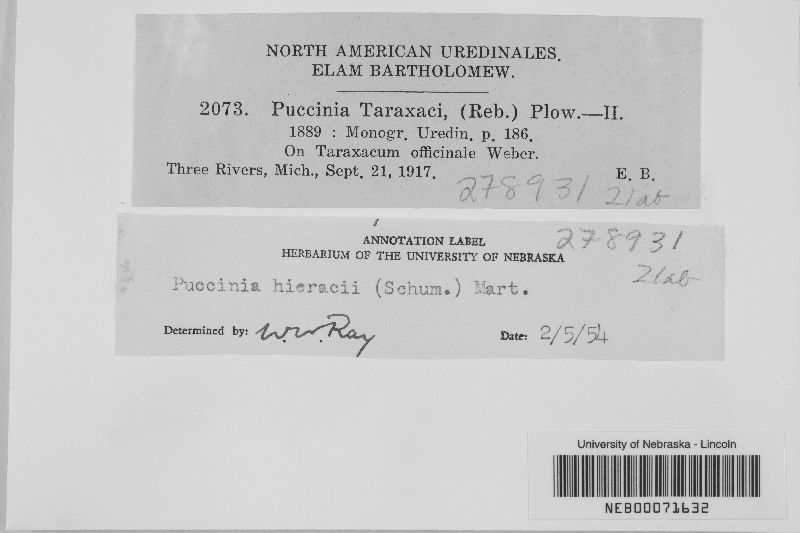 NORTH AMERICAN UREDINALES.
ELAM BARTHOLOMEW.
2073. Puccinia Taraxaci, (Reb.) Plow.—II.
1889 : Monogr. Uredin. p. 186.
On Taraxacum officinale Weber.
Three Rivers, Mich., Sept. 21, 1917. E. B.
278931
21ab
ANNOTATION LABEL
HERBARIUM OF THE UNIVERSITY OF NEBRASKA
278931
21ab
Puccinia hieracii (Schum.) Mart.
Determined by: W.W. Ray Date: 2/5/54
University of Nebraska - Lincoln
NEB00071632